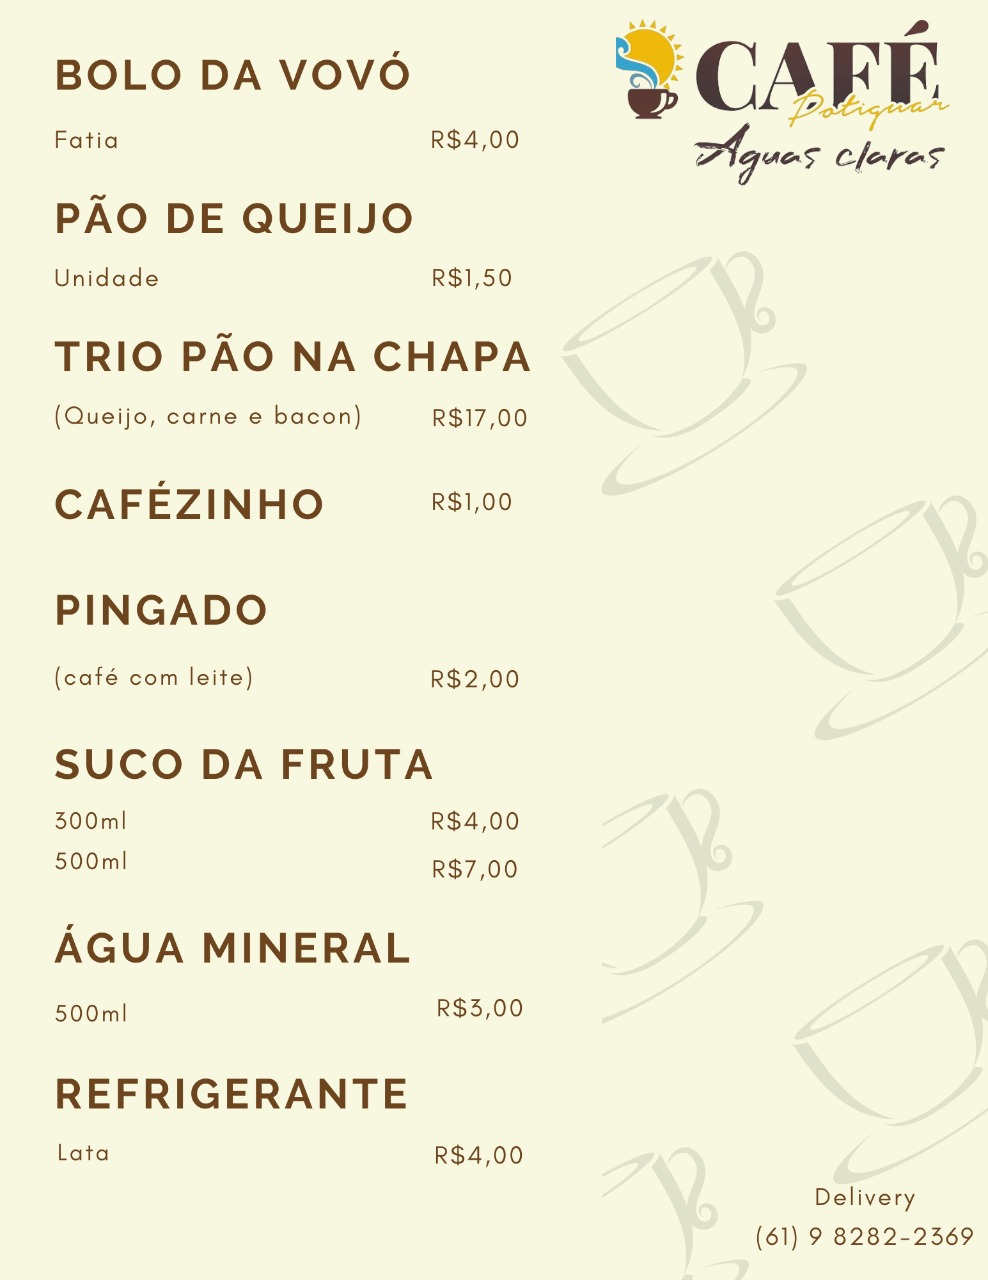 CAFÉ
Potiguar
Aguas claras
BOLO DA VOVÓ
Fatia R$4,00
PÃO DE QUEIJO
Unidade R$1,50
TRIO PÃO NA CHAPA
(Queijo, carne e bacon) R$17,00
CAFÉZINHO R$1,00
PINGADO
(café com leite) R$2,00
SUCO DA FRUTA
300ml R$4,00
500ml R$7,00
ÁGUA MINERAL
500ml R$3,00
REFRIGERANTE
Lata R$4,00
Delivery
(61) 9 8282-2369